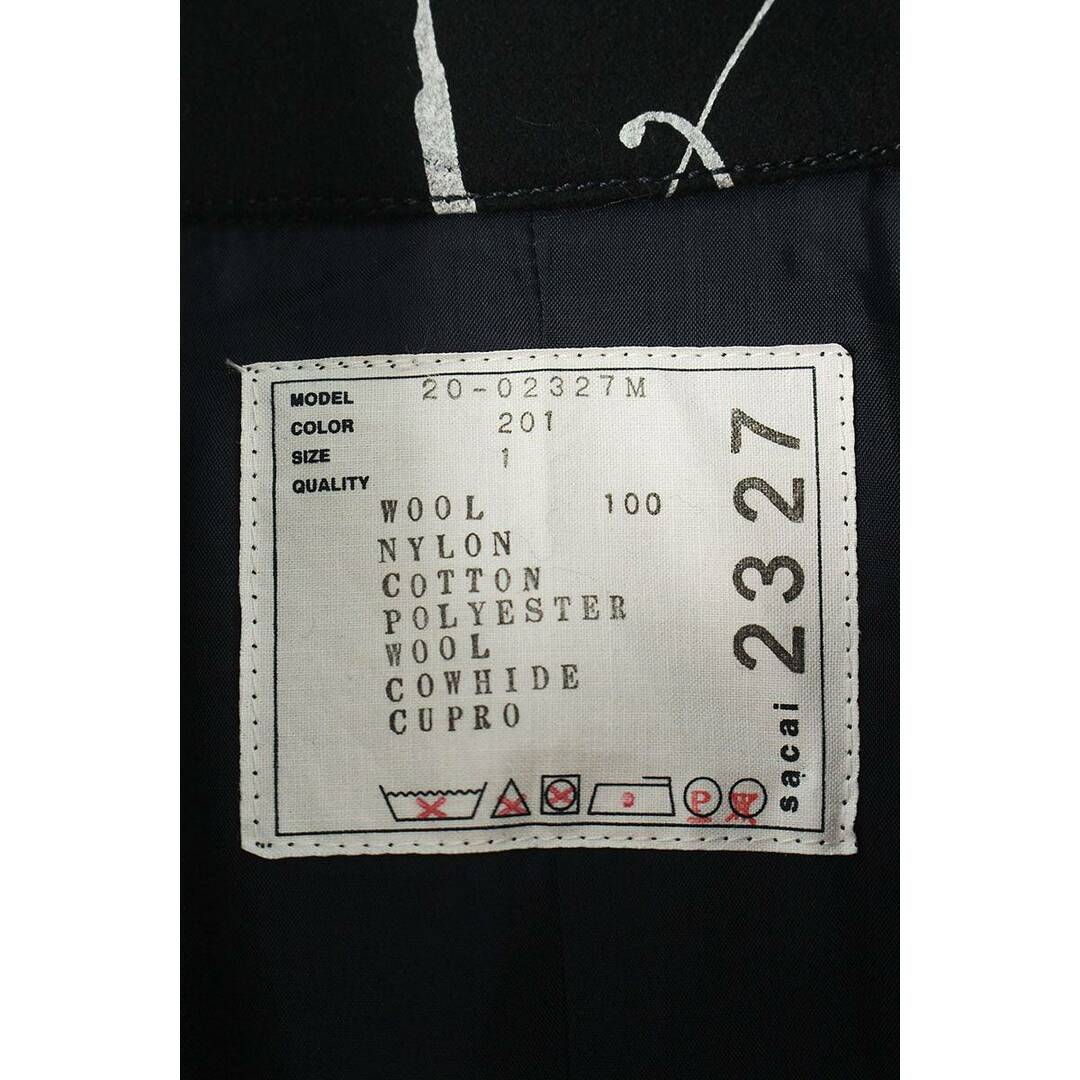 MODEL 20-02327M
COLOR 201
SIZE 1
QUALITY
WOOL 100
NYLON
COTTON
POLYESTER
WOOL
COWHIDE
CUPRO
P W
sacai 2327